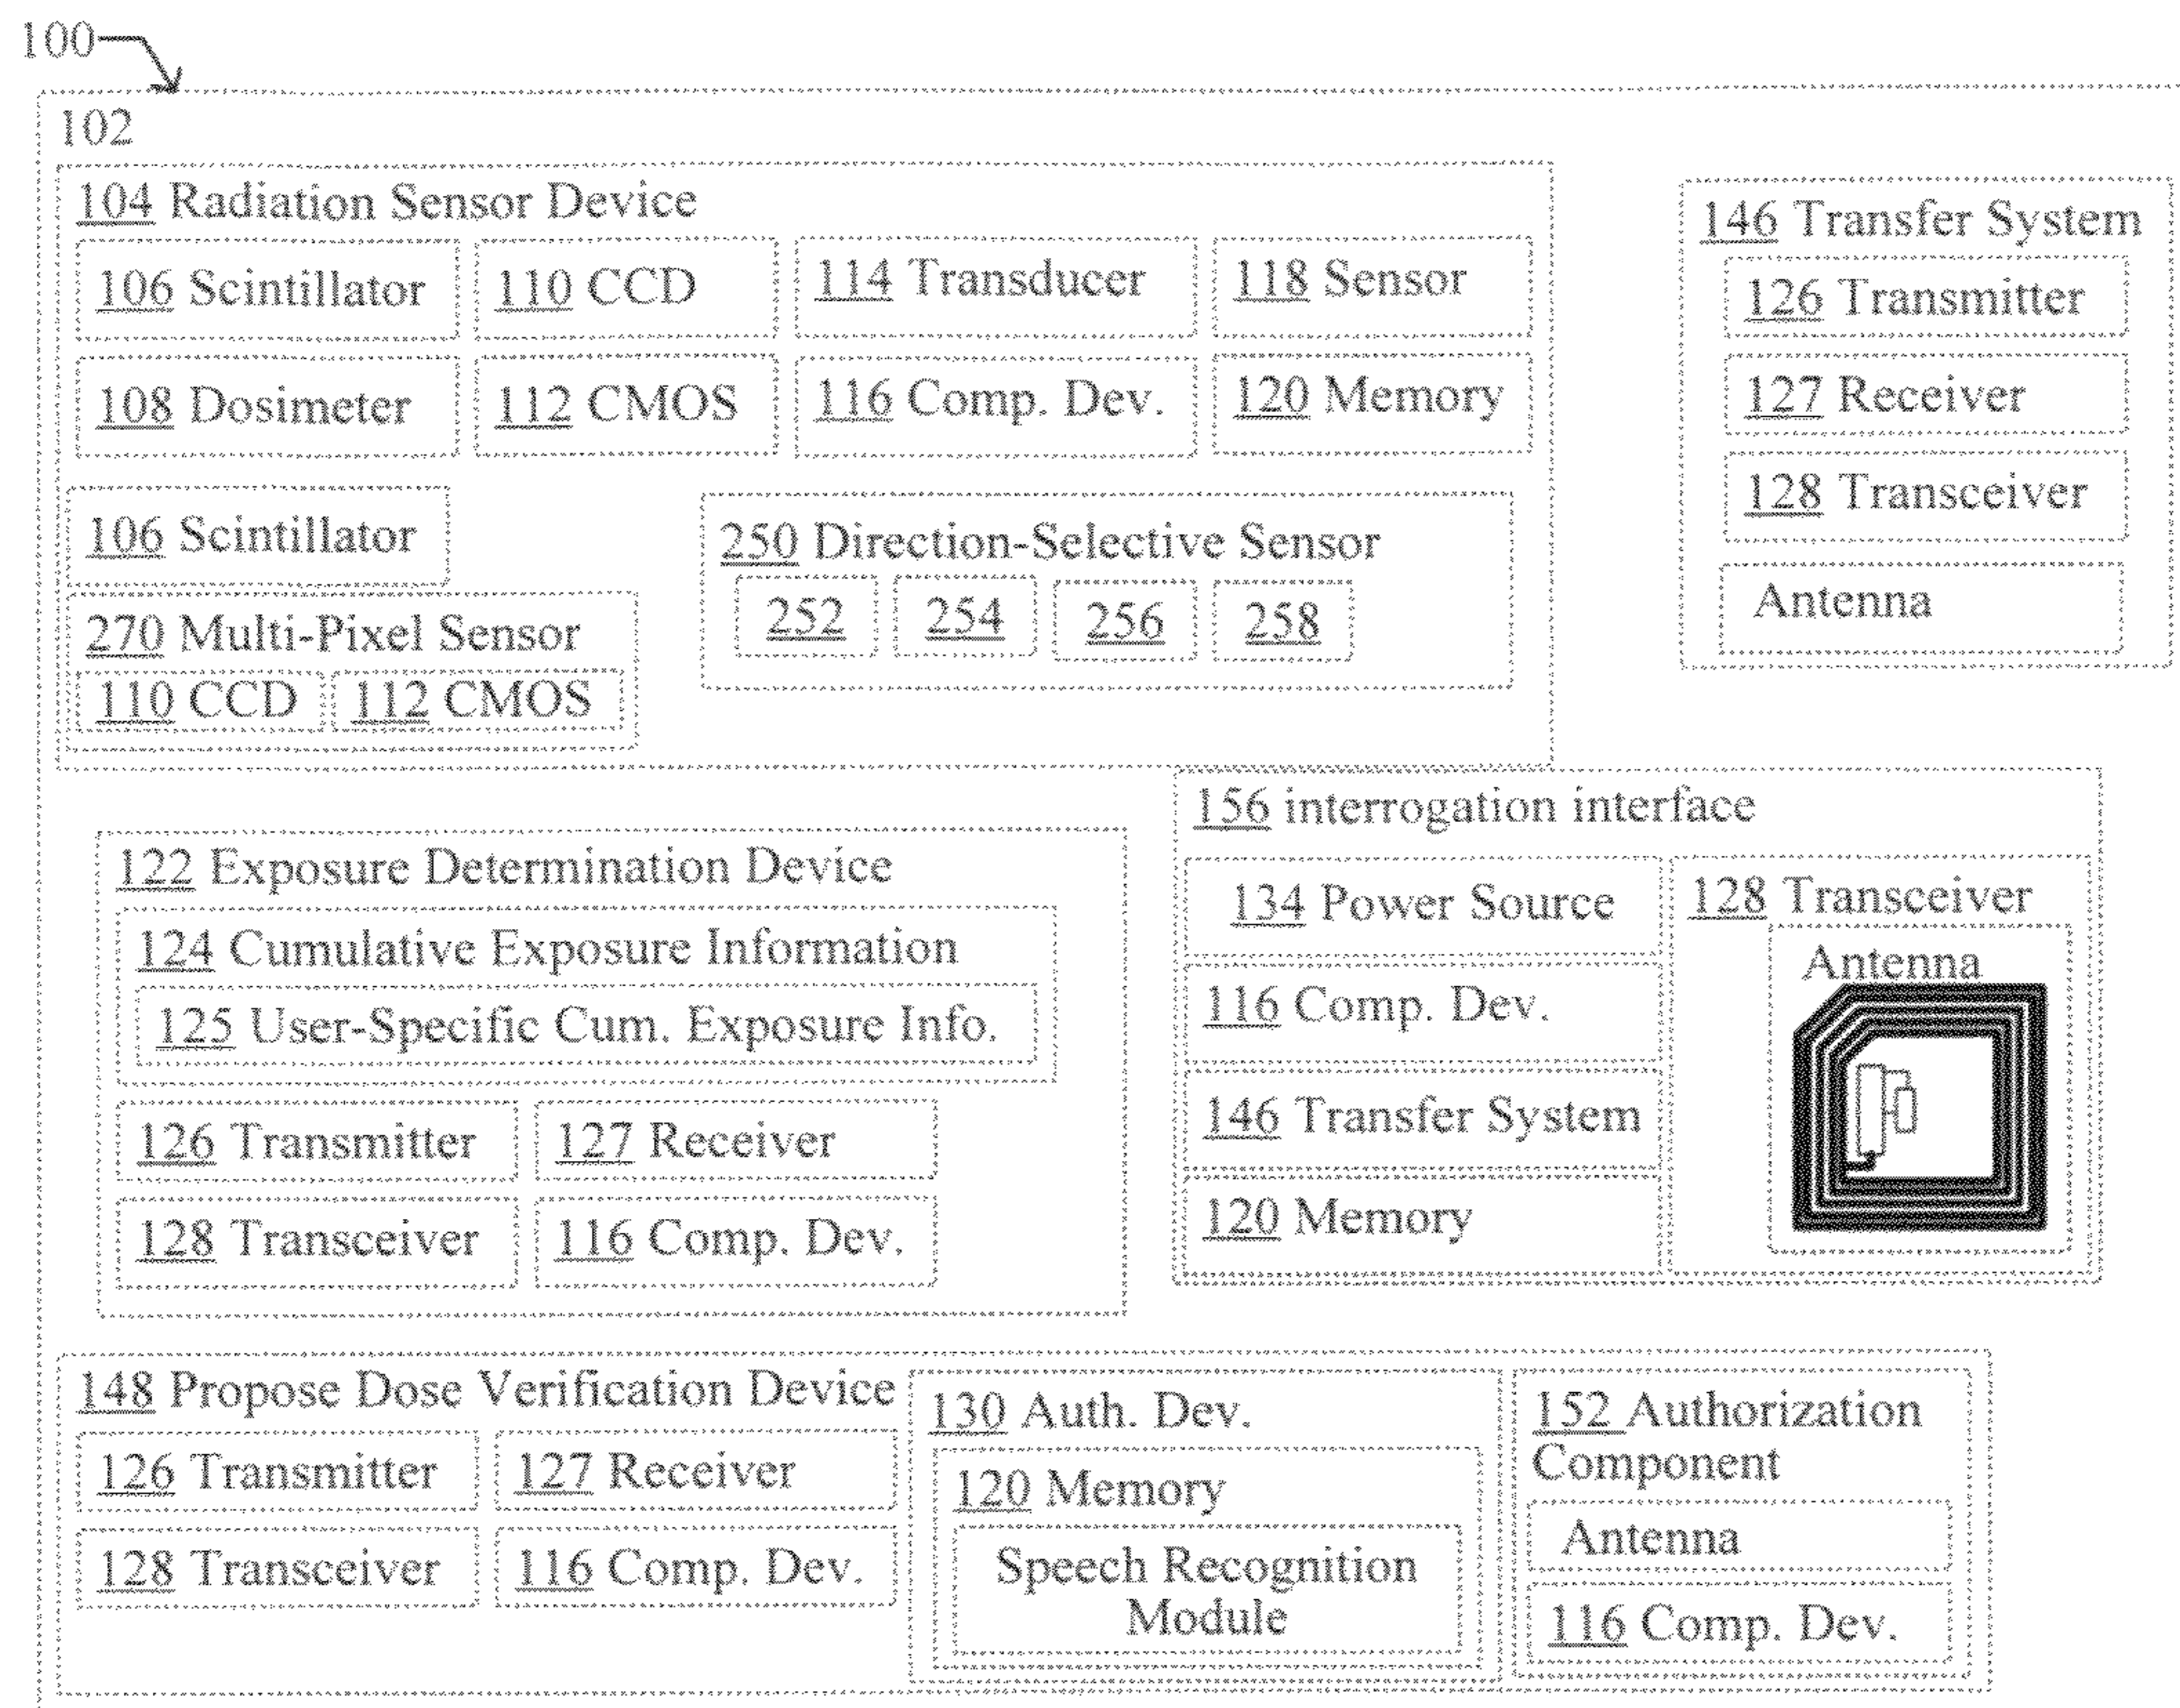 100
102
104 Radiation Sensor Device
106 Scintillator
110 CCD
114 Transducer
118 Sensor
108 Dosimeter
112 CMOS
116 Comp. Dev.
120 Memory
106 Scintillator
270 Multi-Pixel Sensor
110 CCD
112 CMOS
250 Direction-Selective Sensor
252
254
256
258
146 Transfer System
126 Transmitter
127 Receiver
128 Transceiver
Antenna
122 Exposure Determination Device
124 Cumulative Exposure Information
125 User-Specific Cum. Exposure Info.
126 Transmitter
127 Receiver
128 Transceiver
116 Comp. Dev.
156 interrogation interface
134 Power Source
116 Comp. Dev.
146 Transfer System
120 Memory
128 Transceiver
Antenna
148 Propose Dose Verification Device
126 Transmitter
127 Receiver
128 Transceiver
116 Comp. Dev.
130 Auth. Dev.
120 Memory
Speech Recognition
Module
152 Authorization
Component
Antenna
116 Comp. Dev.